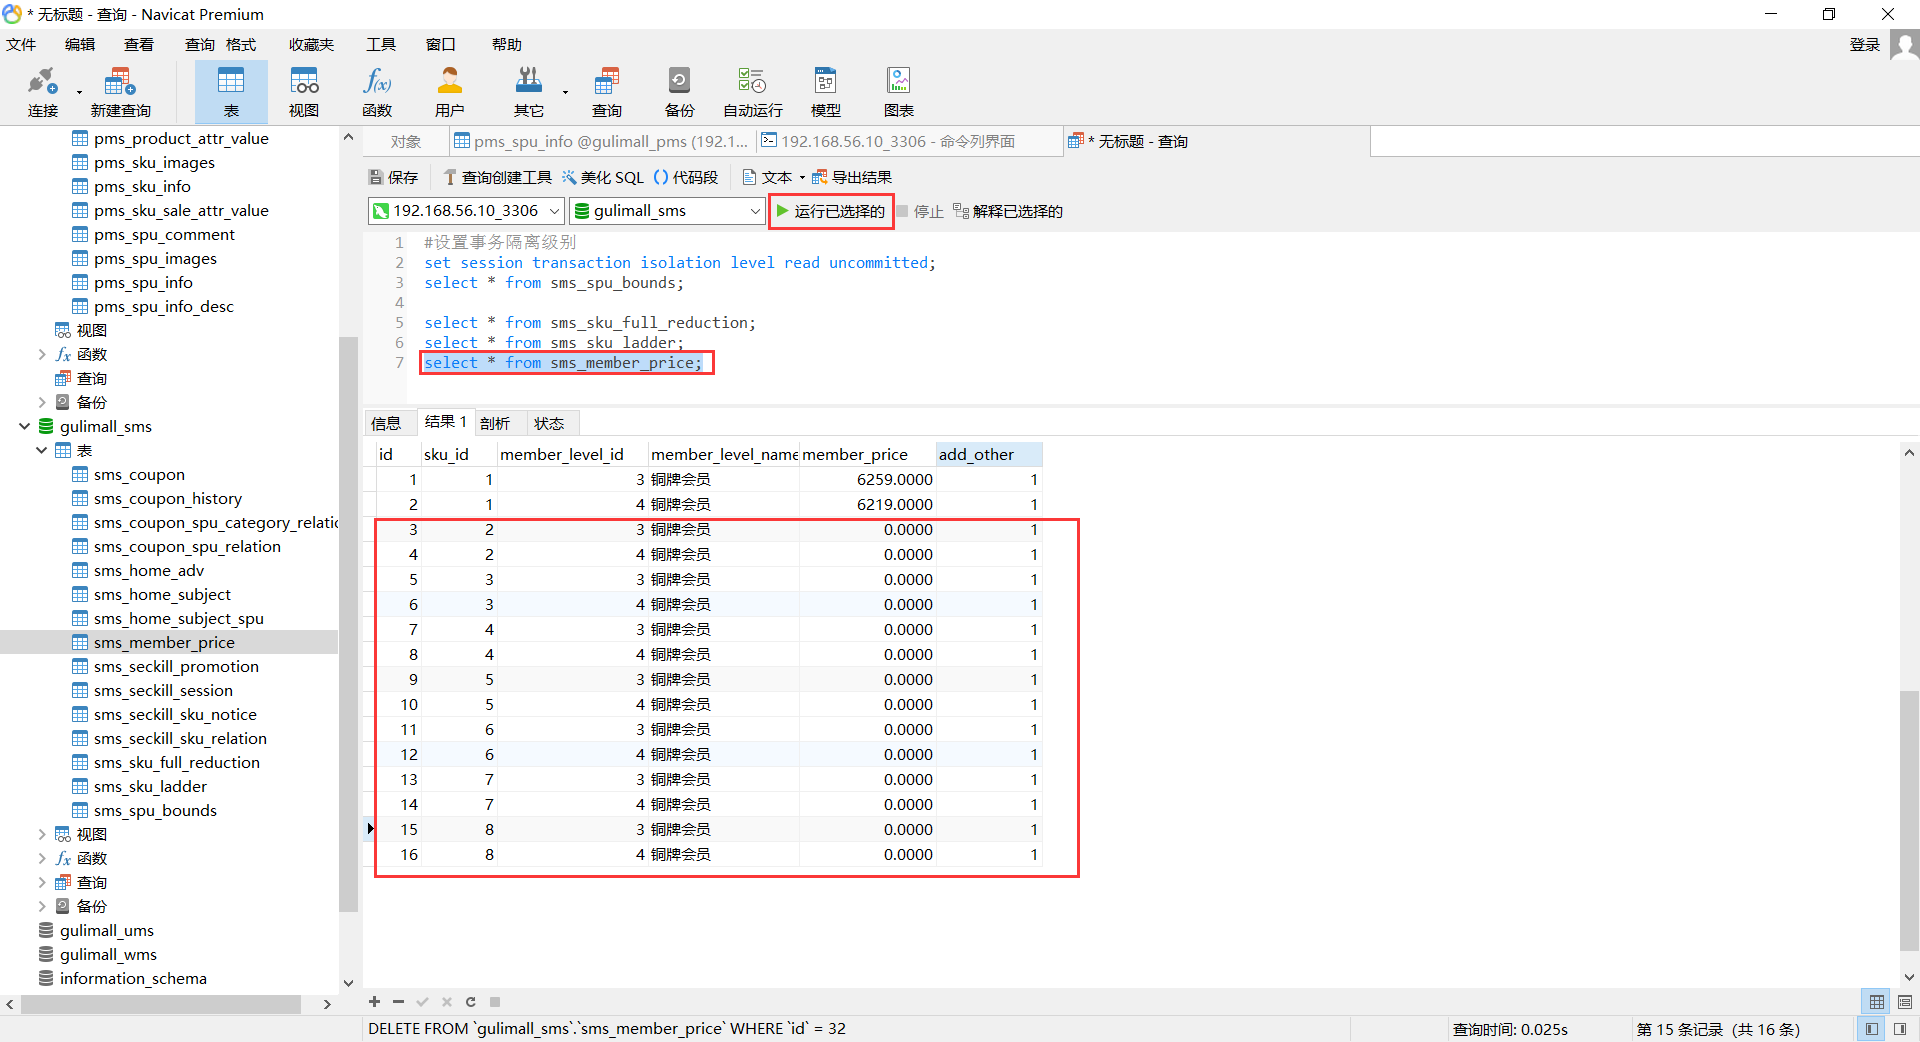 * 无标题 - 查询 - Navicat Premium
文件 编辑 查看 查询 格式 收藏夹 工具 窗口 帮助 登录
连接 新建查询 表 视图 函数 用户 其它 查询 备份 自动运行 模型 图表
对象 pms_spu_info @gulimall_pms (192.1... 192.168.56.10_3306 - 命令列界面 * 无标题 - 查询
保存 查询创建工具 美化 SQL () 代码段 文本 导出结果
192.168.56.10_3306 gulimall_sms 运行已选择的 停止 解释已选择的
pms_product_attr_value
pms_sku_images
pms_sku_info
pms_sku_sale_attr_value
pms_spu_comment
pms_spu_images
pms_spu_info
pms_spu_info_desc
视图
函数
查询
备份
gulimall_sms
表
sms_coupon
sms_coupon_history
sms_coupon_spu_category_relatic
sms_coupon_spu_relation
sms_home_adv
sms_home_subject
sms_home_subject_spu
sms_member_price
sms_seckill_promotion
sms_seckill_session
sms_seckill_sku_notice
sms_seckill_sku_relation
sms_sku_full_reduction
sms_sku_ladder
sms_spu_bounds
视图
函数
查询
备份
gulimall_ums
gulimall_wms
information_schema
1 #设置事务隔离级别
2 set session transaction isolation level read uncommitted;
3 select * from sms_spu_bounds;
4
5 select * from sms_sku_full_reduction;
6 select * from sms_sku_ladder;
7 select * from sms_member_price;
信息 结果 1 剖析 状态
id sku_id member_level_id member_level_name member_price add_other
1 1 3 铜牌会员 6259.0000 1
2 1 4 铜牌会员 6219.0000 1
3 2 3 铜牌会员 0.0000 1
4 2 4 铜牌会员 0.0000 1
5 3 3 铜牌会员 0.0000 1
6 3 4 铜牌会员 0.0000 1
7 4 3 铜牌会员 0.0000 1
8 4 4 铜牌会员 0.0000 1
9 5 3 铜牌会员 0.0000 1
10 5 4 铜牌会员 0.0000 1
11 6 3 铜牌会员 0.0000 1
12 6 4 铜牌会员 0.0000 1
13 7 3 铜牌会员 0.0000 1
14 7 4 铜牌会员 0.0000 1
15 8 3 铜牌会员 0.0000 1
16 8 4 铜牌会员 0.0000 1
DELETE FROM `gulimall_sms`.`sms_member_price` WHERE `id` = 32
查询时间: 0.025s
第 15 条记录 (共 16 条)